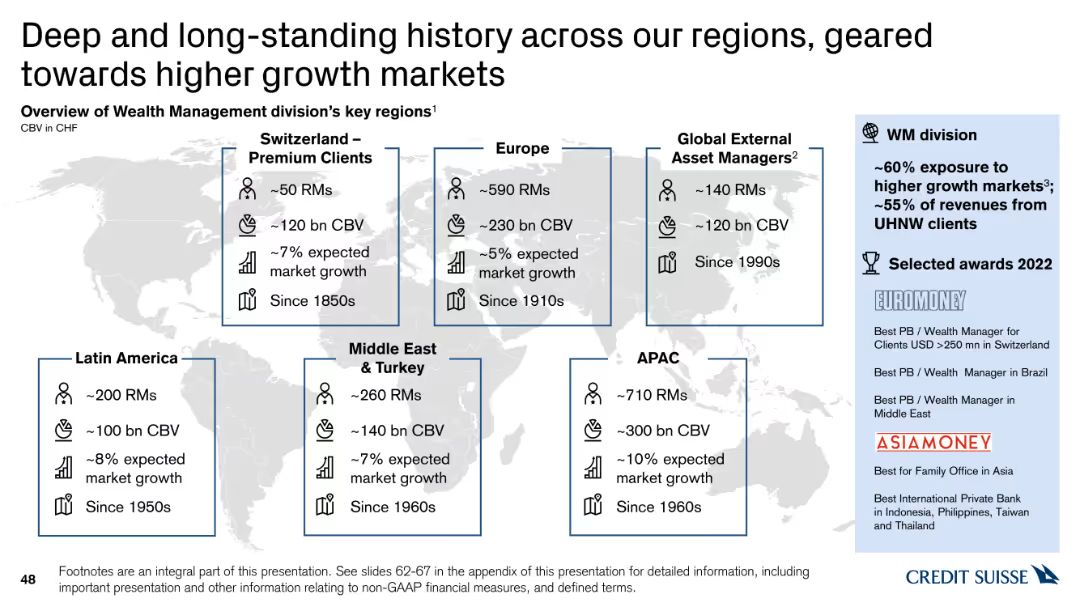 Deep and long-standing history across our regions, geared
towards higher growth markets
Overview of Wealth Management division's key regions¹
CBV in CHF
Switzerland –
Premium Clients
~50 RMs
~120 bn CBV
~7% expected
market growth
Since 1850s
Europe
~590 RMs
~230 bn CBV
~5% expected
market growth
Since 1910s
Global External
Asset Managers²
~140 RMs
~120 bn CBV
Since 1990s
Latin America
~200 RMs
~100 bn CBV
~8% expected
market growth
Since 1950s
Middle East
& Turkey
~260 RMs
~140 bn CBV
~7% expected
market growth
Since 1960s
APAC
~710 RMs
~300 bn CBV
~10% expected
market growth
Since 1960s
WM division
~60% exposure to
higher growth markets³;
~55% of revenues from
UHNW clients
Selected awards 2022
EUROMONEY
Best PB / Wealth Manager for
Clients USD >250 mn in Switzerland
Best PB / Wealth Manager in Brazil
Best PB / Wealth Manager in
Middle East
ASIAMONEY
Best for Family Office in Asia
Best International Private Bank
in Indonesia, Philippines, Taiwan
and Thailand
48
Footnotes are an integral part of this presentation. See slides 62-67 in the appendix of this presentation for detailed information, including
important presentation and other information relating to non-GAAP financial measures, and defined terms.
CREDIT SUISSE